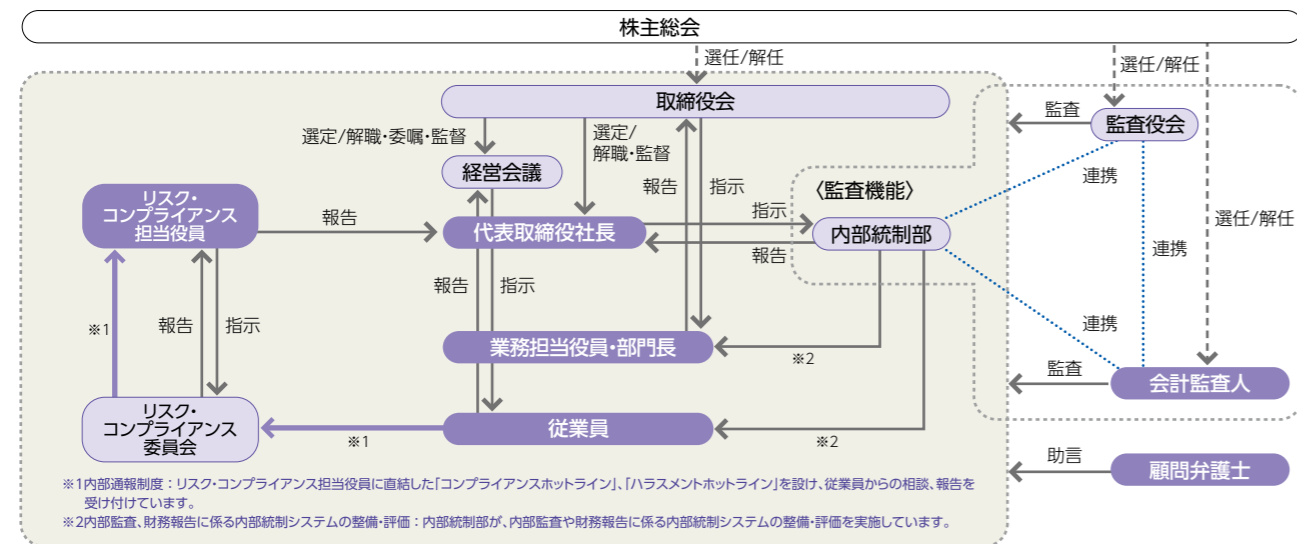 株主総会
選任/解任
選任/解任
取締役会
監査
監査役会
選定/解職・委嘱・監督
選定/
解職・監督
経営会議
報告
指示
〈監査機能〉
連携
リスク・
コンプライアンス
担当役員
報告
代表取締役社長
指示
報告
内部統制部
選任/解任
連携
報告
指示
※1
報告
指示
業務担当役員・部門長
※2
連携
監査
会計監査人
リスク・
コンプライアンス
委員会
※1
従業員
※2
助言
顧問弁護士
※1内部通報制度：リスク・コンプライアンス担当役員に直結した「コンプライアンスホットライン」、「ハラスメントホットライン」を設け、従業員からの相談、報告を
受け付けています。
※2内部監査、財務報告に係る内部統制システムの整備・評価：内部統制部が、内部監査や財務報告に係る内部統制システムの整備・評価を実施しています。